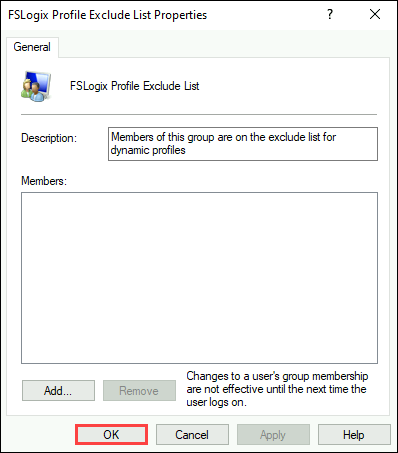 FSLogix Profile Exclude List Properties
General
FSLogix Profile Exclude List
Description:
Members of this group are on the exclude list for
dynamic profiles
Members:
Add...
Remove
Changes to a user's group membership
are not effective until the next time the
user logs on.
OK
Cancel
Apply
Help